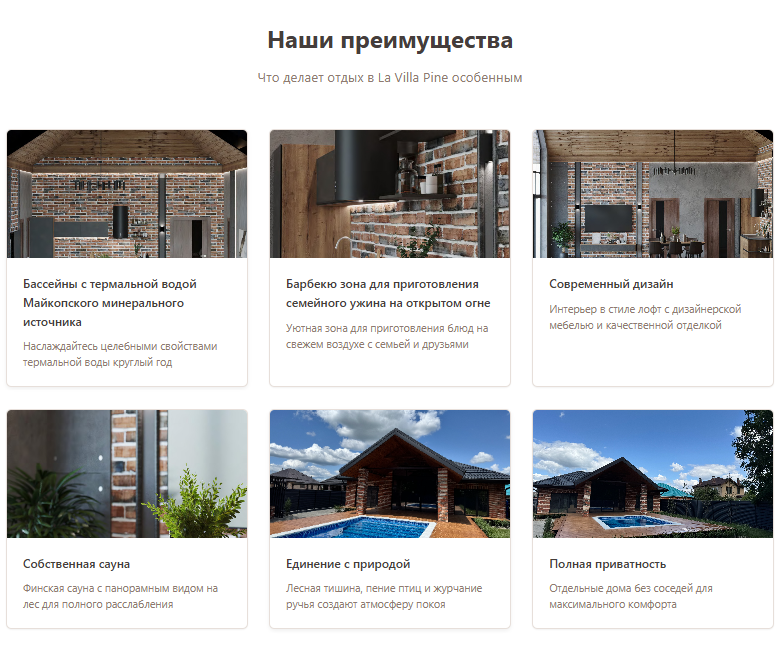 Наши преимущества
Что делает отдых в La Villa Pine особенным
Бассейны с термальной водой
Майкопского минерального
источника
Наслаждайтесь целебными свойствами
термальной воды круглый год
Барбекю зона для приготовления
семейного ужина на открытом огне
Уютная зона для приготовления блюд на
свежем воздухе с семьей и друзьями
Современный дизайн
Интерьер в стиле лофт с дизайнерской
мебелью и качественной отделкой
Собственная сауна
Финская сауна с панорамным видом на
лес для полного расслабления
Единение с природой
Лесная тишина, пение птиц и журчание
ручья создают атмосферу покоя
Полная приватность
Отдельные дома без соседей для
максимального комфорта